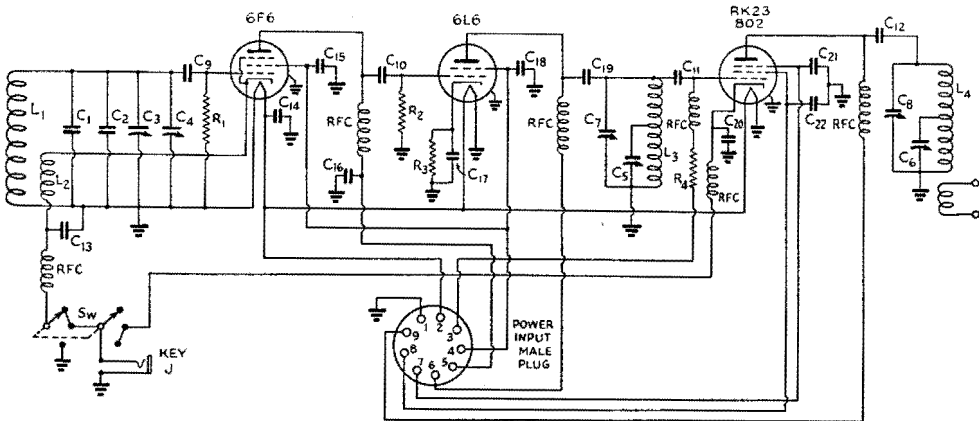 6F6
6L6
RK23
802
C12
C9
C15
C10
C18
C19
C11
C21
L1
C1
C2
C3
C4
R1
C14
RFC
R2
RFC
C7
RFC
C20
C22
RFC
C8
L4
L2
C16
R3
C17
C5
L3
R4
RFC
C6
C13
RFC
SW
KEY
J
1
2
3
4
5
6
7
8
9
POWER
INPUT
MALE
PLUG